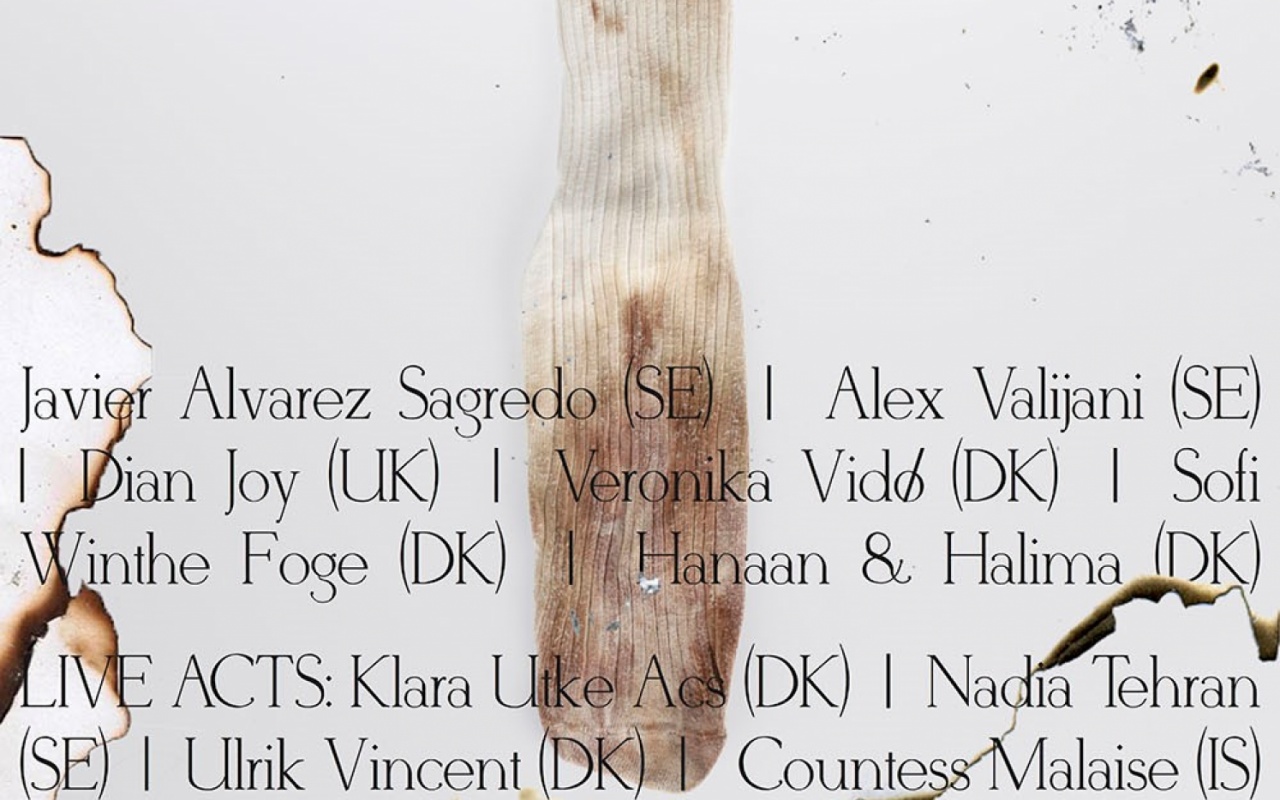 Javier Alvarez Sagredo (SE) | Alex Valijani (SE)
| Dian Joy (UK) | Veronika Vidø (DK) | Sofi
Winthe Foge (DK) | Hanaan & Halima (DK)
LIVE ACTS: Klara Utke Acs (DK) | Nadia Tehran
(SE) | Ulrik Vincent (DK) | Countess Malaise (IS)